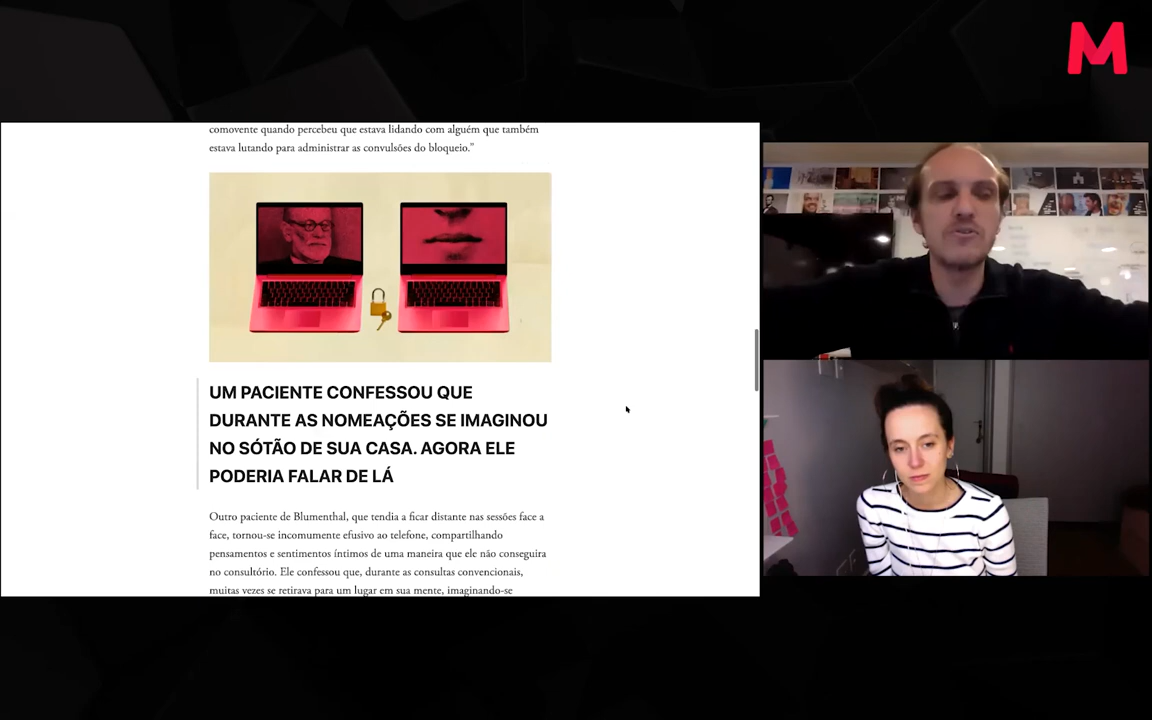 M
comovente quando percebeu que estava lidando com alguém que também
estava lutando para administrar as convulsões do bloqueio.”
UM PACIENTE CONFESSOU QUE
DURANTE AS NOMEAÇÕES SE IMAGINOU
NO SÓTÃO DE SUA CASA. AGORA ELE
PODERIA FALAR DE LÁ
Outro paciente de Blumenthal, que tendia a ficar distante nas sessões face a
face, tornou-se incomumente efusivo ao telefone, compartilhando
pensamentos e sentimentos íntimos de uma maneira que ele não conseguira
no consultório. Ele confessou que, durante as consultas convencionais,
muitas vezes se retirava para um lugar em sua mente, imaginando-se